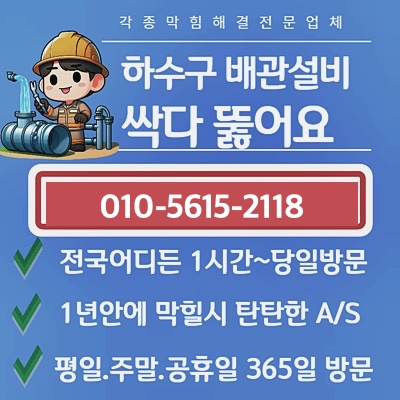 각종막힘해결전문업체
하수구 배관설비
싹다 뚫어요
010-5615-2118
전국어디든 1시간~당일방문
1년안에 막힐시 탄탄한 A/S
평일.주말.공휴일 365일 방문